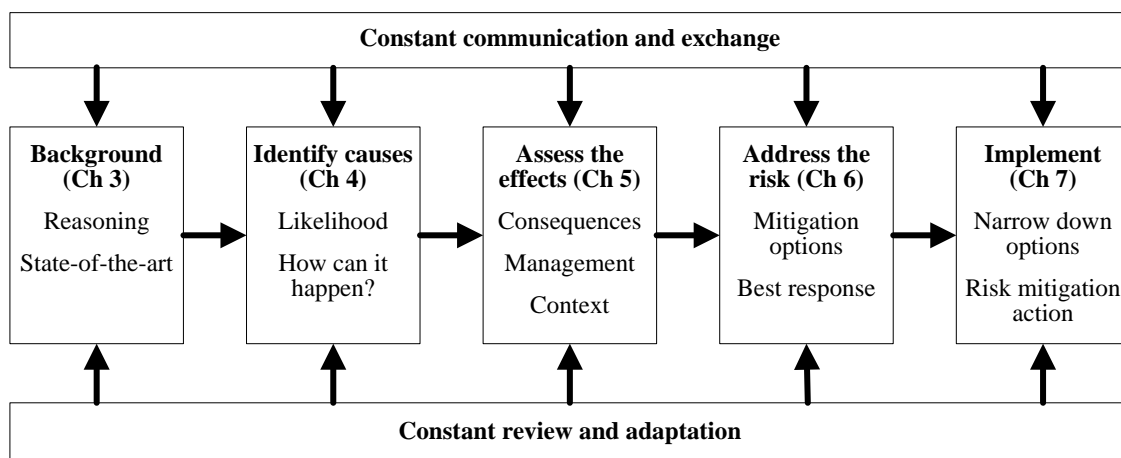 Constant communication and exchange
Background
(Ch 3)
Reasoning
State-of-the-art
Identify causes
(Ch 4)
Likelihood
How can it
happen?
Assess the
effects (Ch 5)
Consequences
Management
Context
Address the
risk (Ch 6)
Mitigation
options
Best response
Implement
(Ch 7)
Narrow down
options
Risk mitigation
action
Constant review and adaptation